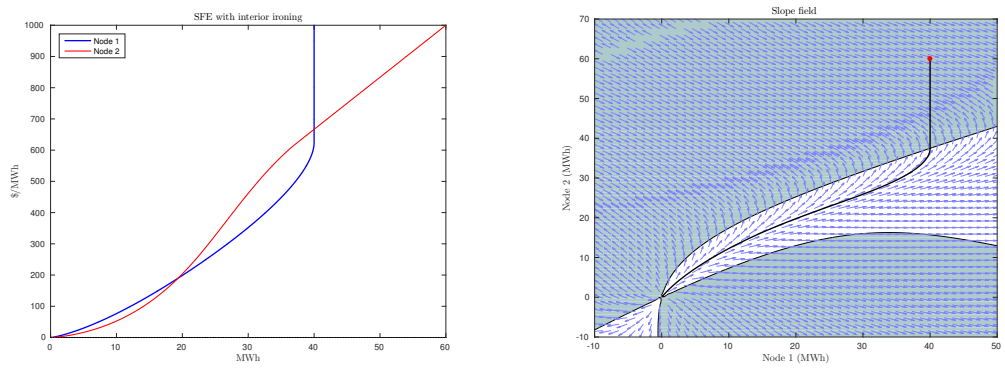 SFE with interior ironing
1000
900
800
700
600
500
400
300
200
100
0
$/MWh
Node 1
Node 2
0 10 20 30 40 50 60
MWh
Slope field
70
60
50
40
30
20
10
0
-10
Node 2 (MWh)
-10 0 10 20 30 40 50
Node 1 (MWh)